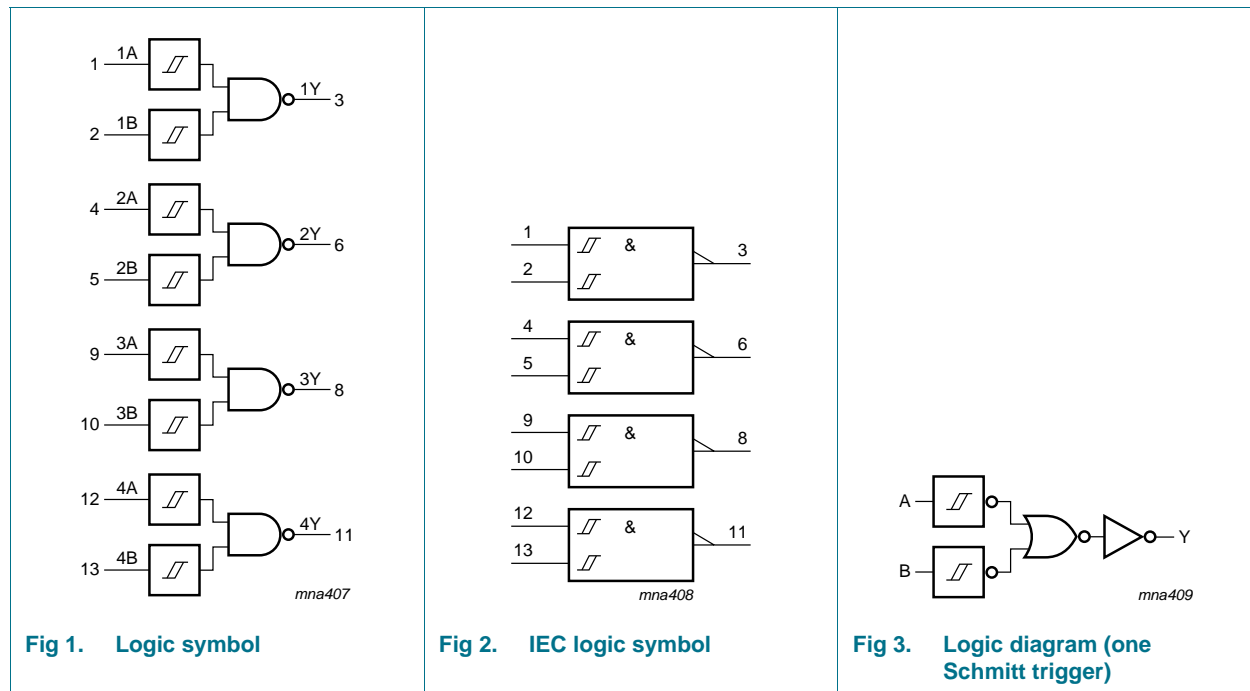 1 1A
1Y 3
2 1B
4 2A
2Y 6
5 2B
9 3A
3Y 8
10 3B
12 4A
4Y 11
13 4B
mna407
Fig 1. Logic symbol
1 &
3
2
4 &
6
5
9 &
8
10
12 &
11
13
mna408
Fig 2. IEC logic symbol
A
Y
B
mna409
Fig 3. Logic diagram (one
Schmitt trigger)